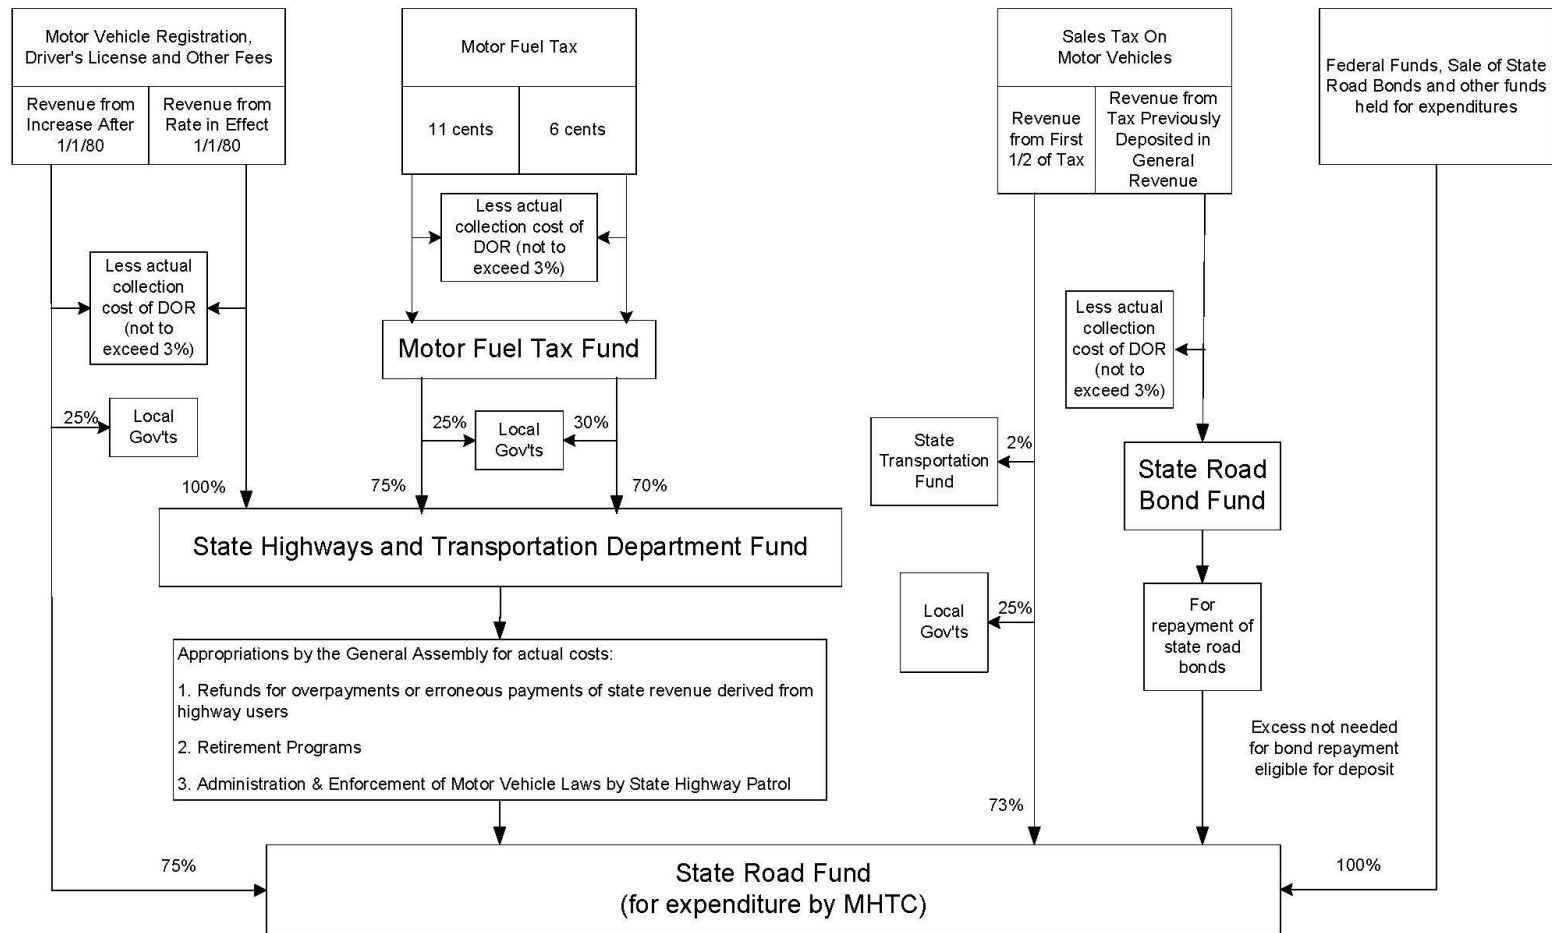 Motor Vehicle Registration,
Driver's License and Other Fees
Revenue from
Increase After
1/1/80
Revenue from
Rate in Effect
1/1/80
Motor Fuel Tax
11 cents
6 cents
Sales Tax On
Motor Vehicles
Revenue
from First
1/2 of Tax
Revenue from
Tax Previously
Deposited in
General
Revenue
Federal Funds, Sale of State
Road Bonds and other funds
held for expenditures
Less actual
collection
cost of DOR
(not to
exceed 3%)
Less actual
collection cost of
DOR (not to
exceed 3%)
Less actual
collection
cost of DOR
(not to
exceed 3%)
Motor Fuel Tax Fund
25%
Local
Gov'ts
25%
Local
Gov'ts
30%
State
Transportation
Fund
2%
State Road
Bond Fund
100%
75%
70%
State Highways and Transportation Department Fund
Local
Gov'ts
25%
For
repayment of
state road
bonds
Appropriations by the General Assembly for actual costs:
1. Refunds for overpayments or erroneous payments of state revenue derived from
highway users
2. Retirement Programs
3. Administration & Enforcement of Motor Vehicle Laws by State Highway Patrol
Excess not needed
for bond repayment
eligible for deposit
73%
75%
State Road Fund
(for expenditure by MHTC)
100%